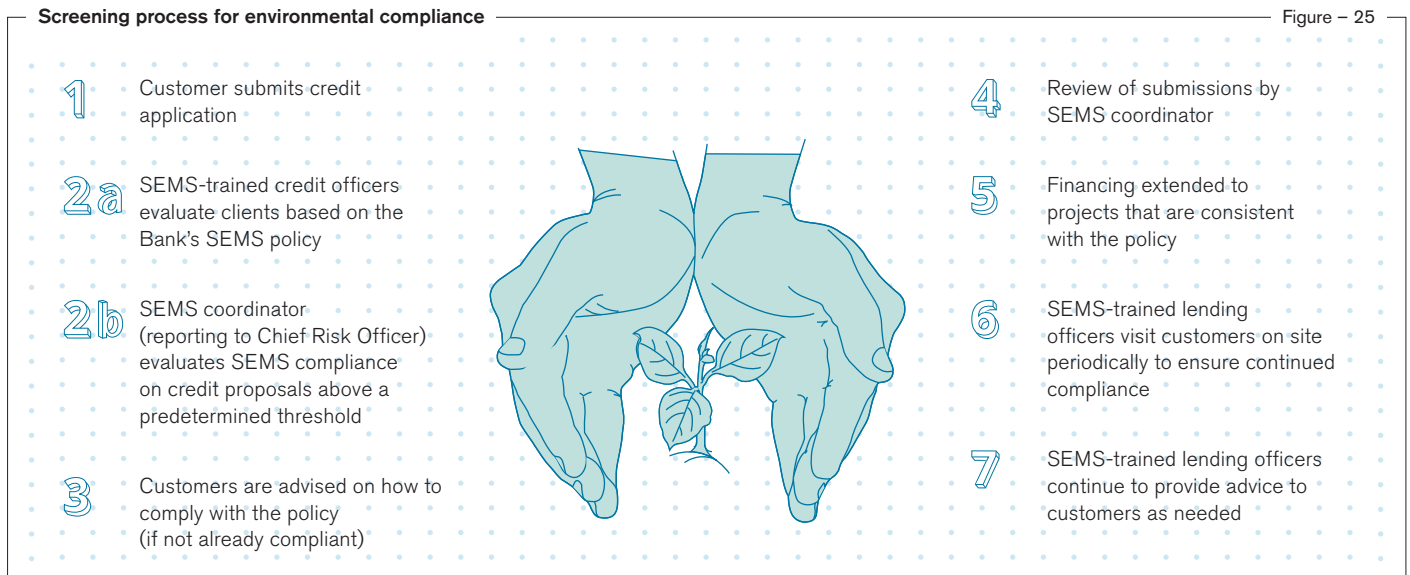 Screening process for environmental compliance
Figure – 25
1
Customer submits credit
application
2a
SEMS-trained credit officers
evaluate clients based on the
Bank's SEMS policy
2b
SEMS coordinator
(reporting to Chief Risk Officer)
evaluates SEMS compliance
on credit proposals above a
predetermined threshold
3
Customers are advised on how to
comply with the policy
(if not already compliant)
4
Review of submissions by
SEMS coordinator
5
Financing extended to
projects that are consistent
with the policy
6
SEMS-trained lending
officers visit customers on site
periodically to ensure continued
compliance
7
SEMS-trained lending officers
continue to provide advice to
customers as needed